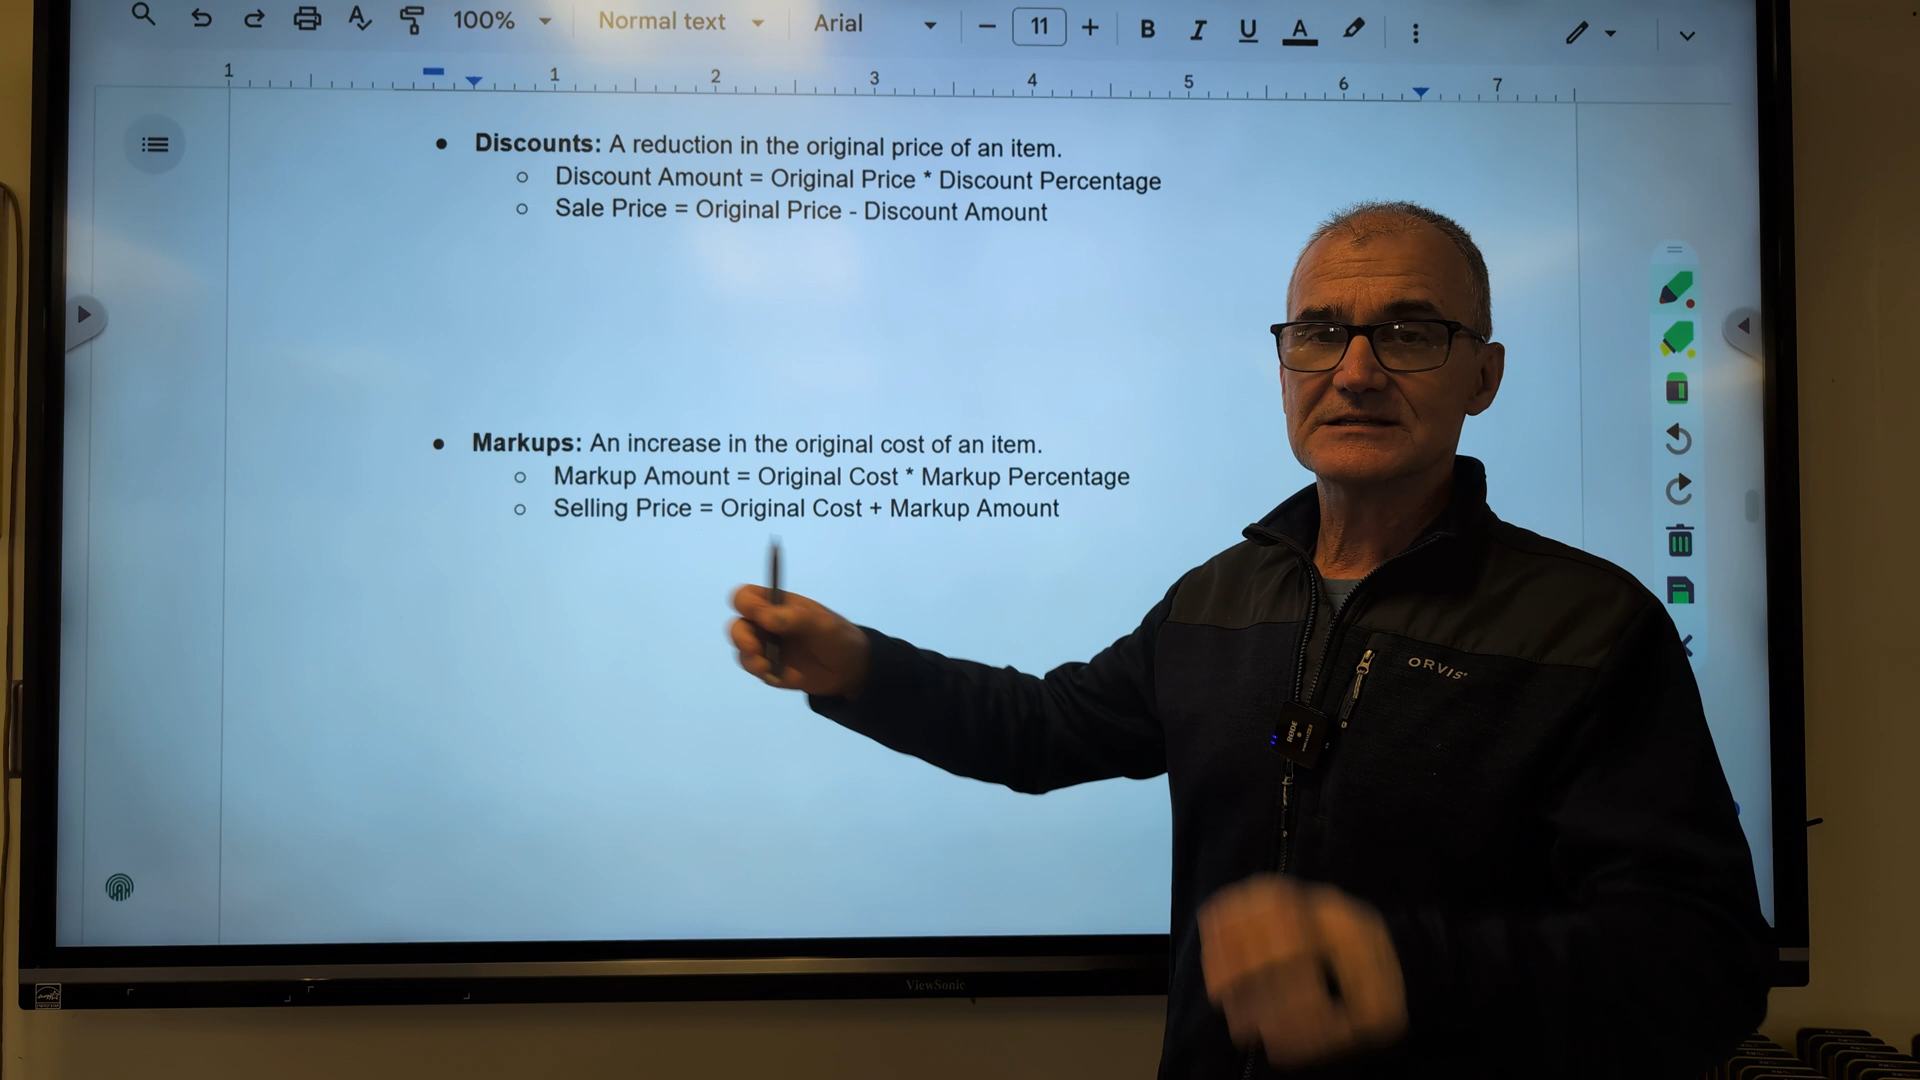 100% Normal text Arial 11 B I U A
1 1 2 3 4 5 6 7
● Discounts: A reduction in the original price of an item.
○ Discount Amount = Original Price * Discount Percentage
○ Sale Price = Original Price - Discount Amount
● Markups: An increase in the original cost of an item.
○ Markup Amount = Original Cost * Markup Percentage
○ Selling Price = Original Cost + Markup Amount
ORVIS
RODE
ViewSonic